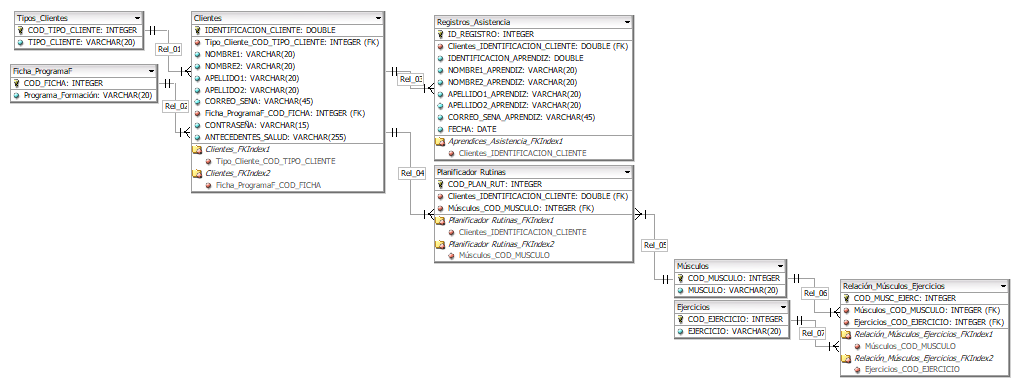 Tipos_Clientes
COD_TIPO_CLIENTE: INTEGER
TIPO_CLIENTE: VARCHAR(20)
Rel_01
Ficha_ProgramaF
COD_FICHA: INTEGER
Programa_Formación: VARCHAR(20)
Rel_02
Clientes
IDENTIFICACION_CLIENTE: DOUBLE
Tipo_Cliente_COD_TIPO_CLIENTE: INTEGER (FK)
NOMBRE1: VARCHAR(20)
NOMBRE2: VARCHAR(20)
APELLIDO1: VARCHAR(20)
APELLIDO2: VARCHAR(20)
CORREO_SENA: VARCHAR(45)
Ficha_ProgramaF_COD_FICHA: INTEGER (FK)
CONTRASEÑA: VARCHAR(15)
ANTECEDENTES_SALUD: VARCHAR(255)
Clientes_FKIndex1
Tipo_Cliente_COD_TIPO_CLIENTE
Clientes_FKIndex2
Ficha_ProgramaF_COD_FICHA
Rel_03
Rel_04
Registros_Asistencia
ID_REGISTRO: INTEGER
Clientes_IDENTIFICACION_CLIENTE: DOUBLE (FK)
IDENTIFICACION_APRENDIZ: DOUBLE
NOMBRE1_APRENDIZ: VARCHAR(20)
NOMBRE2_APRENDIZ: VARCHAR(20)
APELLIDO1_APRENDIZ: VARCHAR(20)
APELLIDO2_APRENDIZ: VARCHAR(20)
CORREO_SENA_APRENDIZ: VARCHAR(45)
FECHA: DATE
Aprendices_Asistencia_FKIndex1
Clientes_IDENTIFICACION_CLIENTE
Planificador Rutinas
COD_PLAN_RUT: INTEGER
Clientes_IDENTIFICACION_CLIENTE: DOUBLE (FK)
Músculos_COD_MUSCULO: INTEGER (FK)
Planificador Rutinas_FKIndex1
Clientes_IDENTIFICACION_CLIENTE
Planificador Rutinas_FKIndex2
Músculos_COD_MUSCULO
Rel_05
Músculos
COD_MUSCULO: INTEGER
MUSCULO: VARCHAR(20)
Rel_06
Ejercicios
COD_EJERCICIO: INTEGER
EJERCICIO: VARCHAR(20)
Rel_07
Relación_Músculos_Ejercicios
COD_MUSC_EJERC: INTEGER
Músculos_COD_MUSCULO: INTEGER (FK)
Ejercicios_COD_EJERCICIO: INTEGER (FK)
Relación_Músculos_Ejercicios_FKIndex1
Músculos_COD_MUSCULO
Relación_Músculos_Ejercicios_FKIndex2
Ejercicios_COD_EJERCICIO